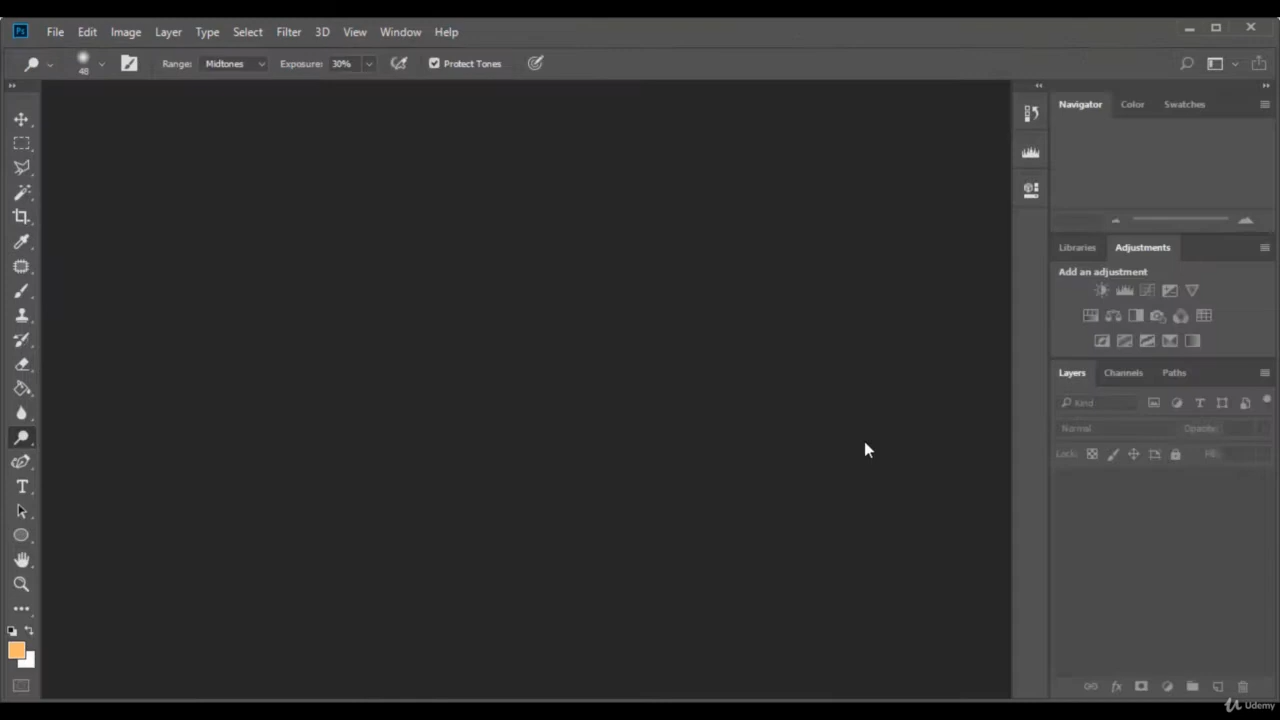 Ps File Edit Image Layer Type Select Filter 3D View Window Help
48 Range: Midtones Exposure: 30% Protect Tones
Navigator Color Swatches
Libraries Adjustments
Add an adjustment
Layers Channels Paths
Kind
Normal Opacity:
Lock: Fill:
Udemy